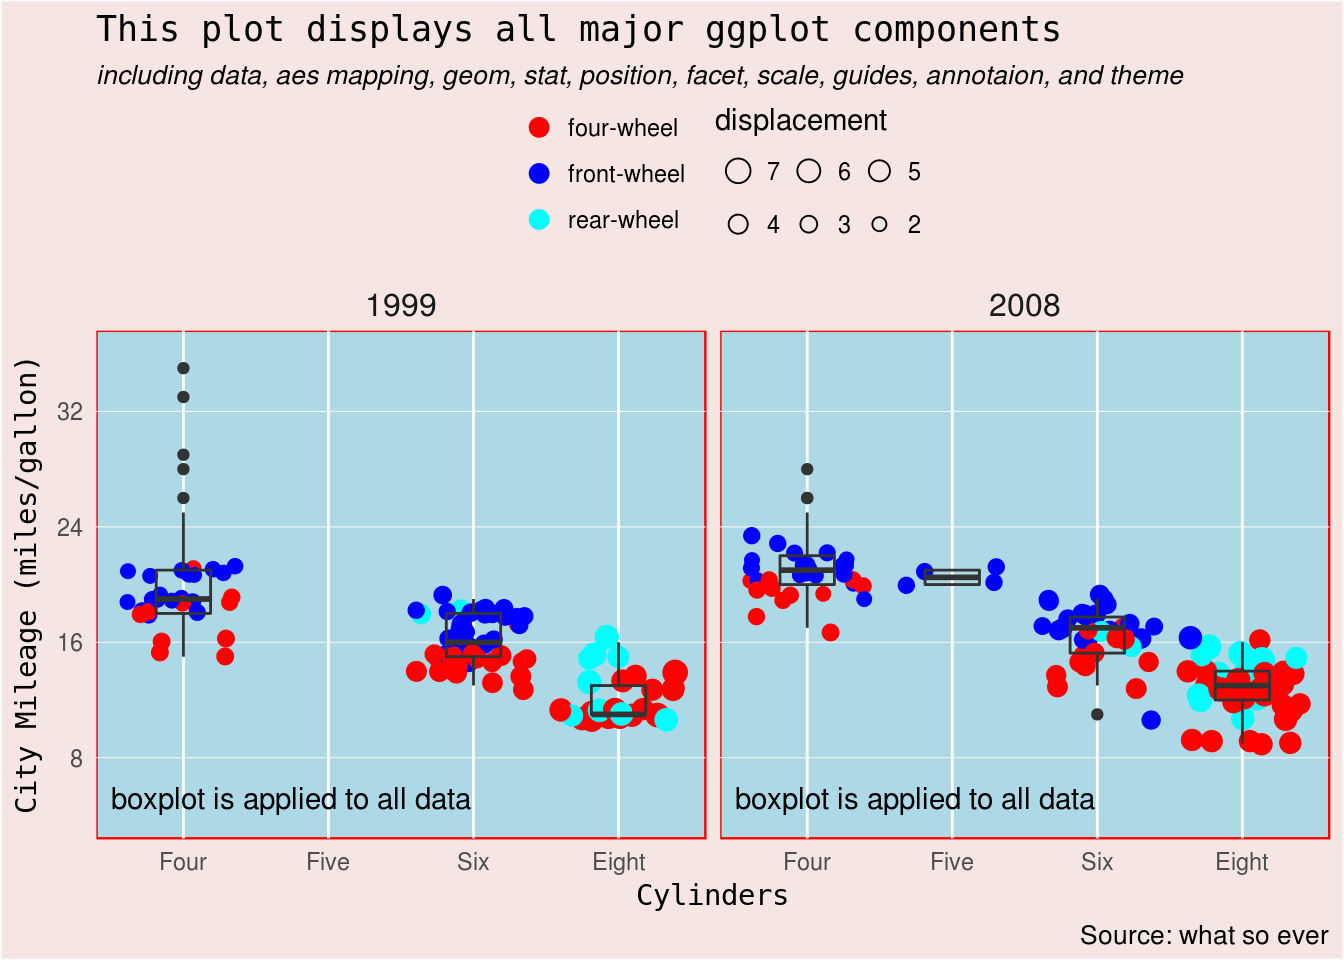 This plot displays all major ggplot components
including data, aes mapping, geom, stat, position, facet, scale, guides, annotaion, and theme
four-wheel
front-wheel
rear-wheel
displacement
7 6 5
4 3 2
1999 2008
City Mileage (miles/gallon)
32
24
16
8
boxplot is applied to all data boxplot is applied to all data
Four Five Six Eight Four Five Six Eight
Cylinders
Source: what so ever